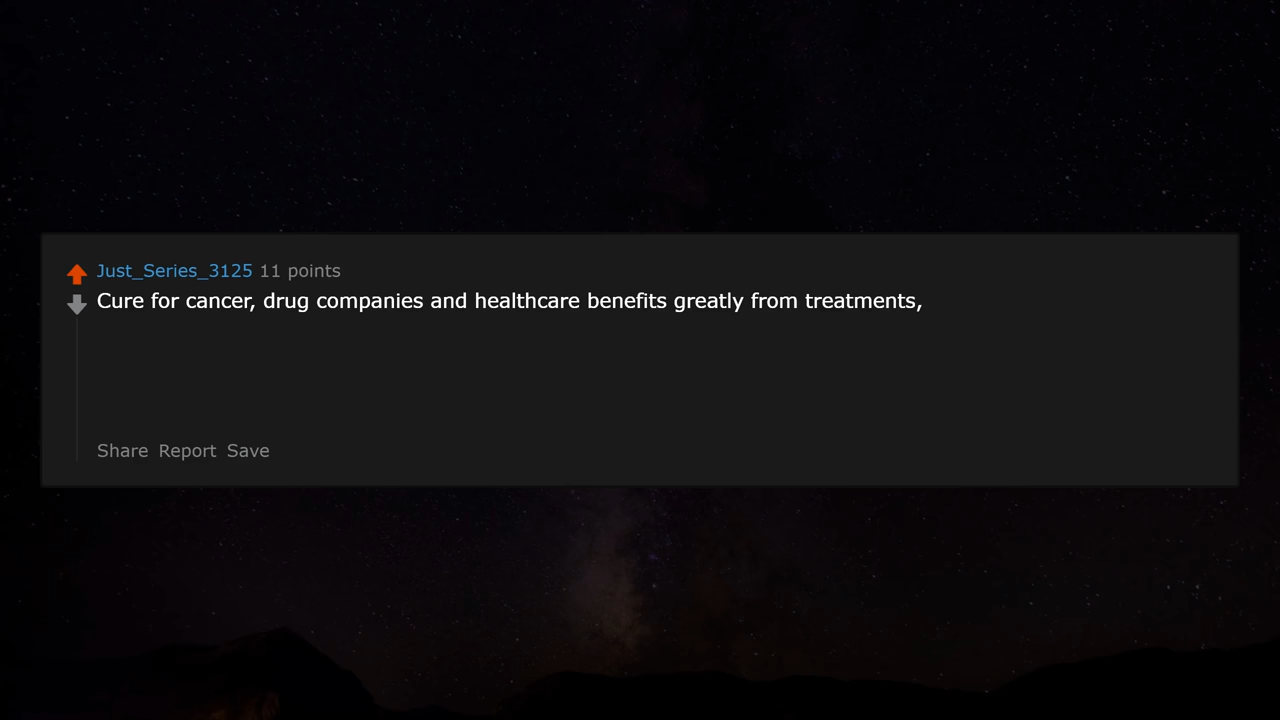 Just_Series_3125 11 points
Cure for cancer, drug companies and healthcare benefits greatly from treatments,
Share Report Save